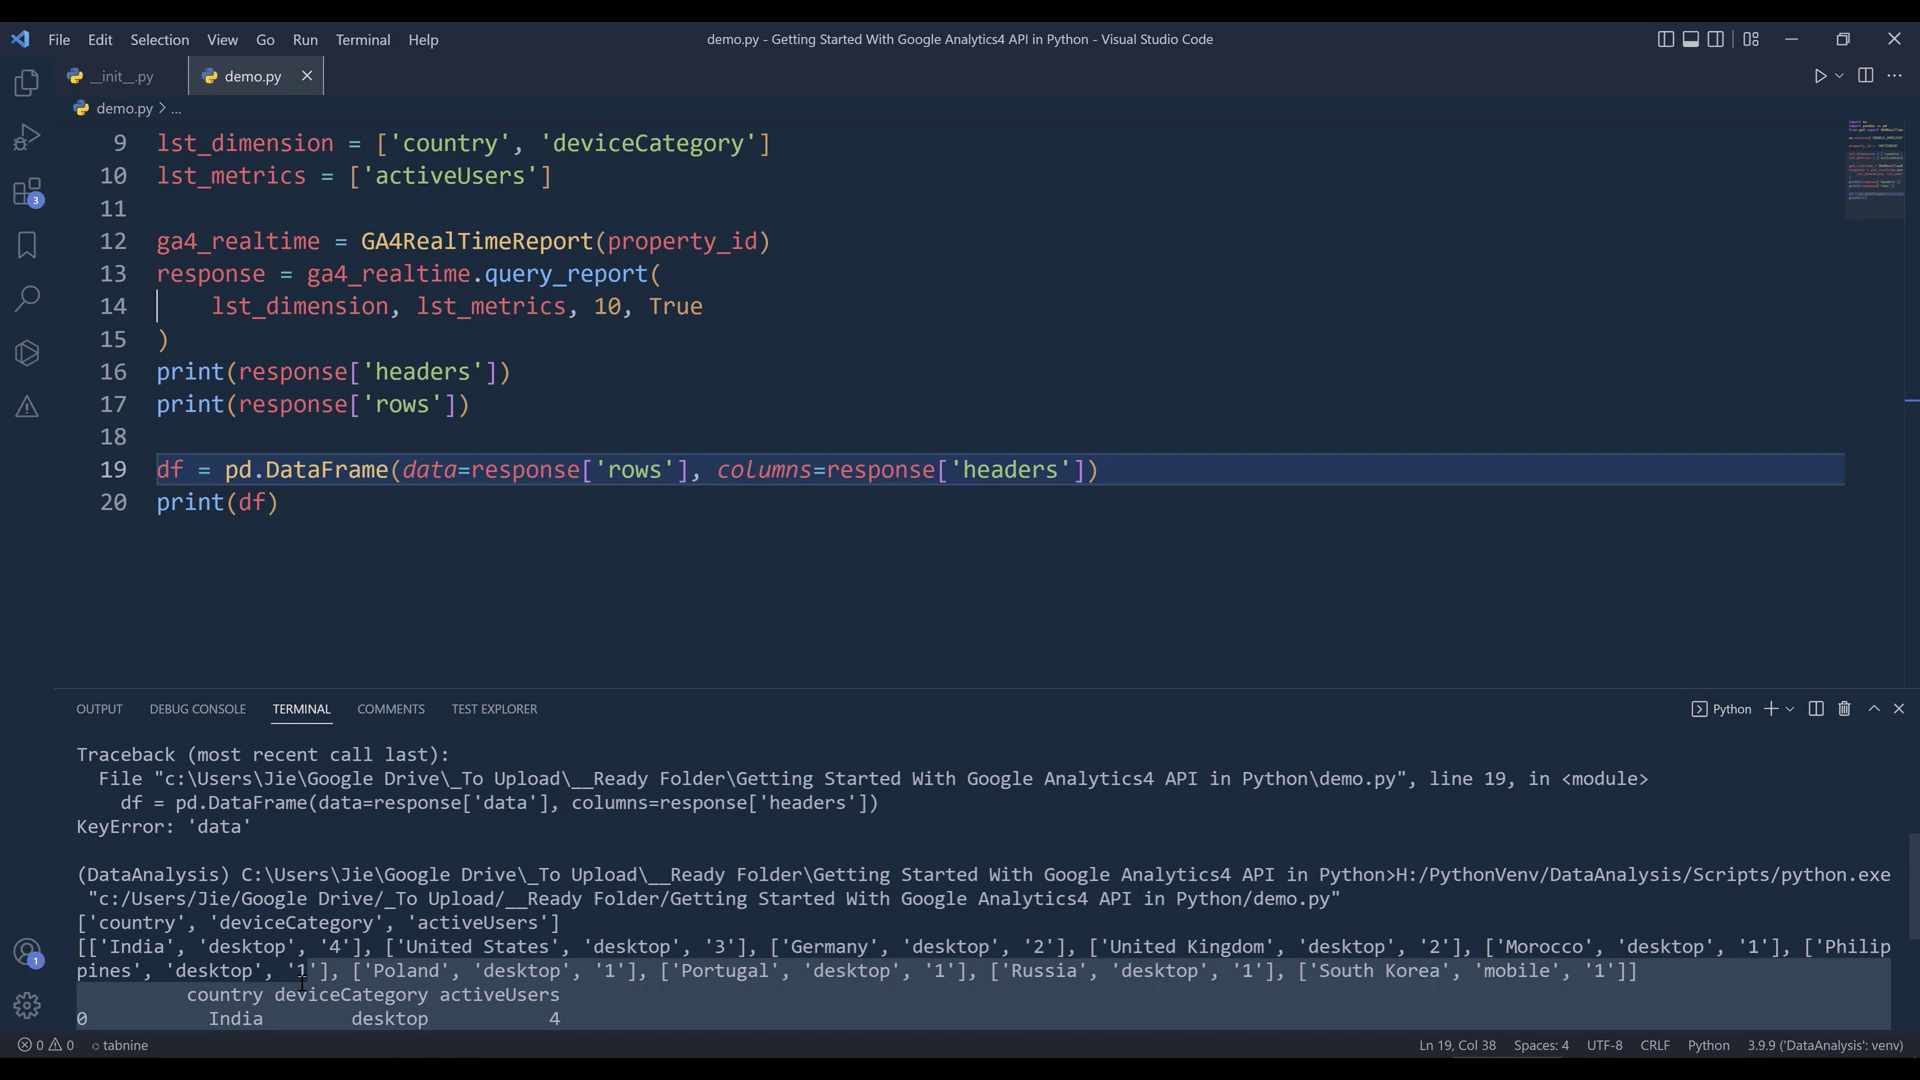 File Edit Selection View Go Run Terminal Help
demo.py - Getting Started With Google Analytics4 API in Python - Visual Studio Code
__init__.py
demo.py
demo.py > ...
9 lst_dimension = ['country', 'deviceCategory']
10 lst_metrics = ['activeUsers']
11
12 ga4_realtime = GA4RealTimeReport(property_id)
13 response = ga4_realtime.query_report(
14 lst_dimension, lst_metrics, 10, True
15 )
16 print(response['headers'])
17 print(response['rows'])
18
19 df = pd.DataFrame(data=response['rows'], columns=response['headers'])
20 print(df)
3
OUTPUT DEBUG CONSOLE TERMINAL COMMENTS TEST EXPLORER
Python
Traceback (most recent call last):
File "c:\Users\Jie\Google Drive\_To Upload\__Ready Folder\Getting Started With Google Analytics4 API in Python\demo.py", line 19, in <module>
df = pd.DataFrame(data=response['data'], columns=response['headers'])
KeyError: 'data'
(DataAnalysis) C:\Users\Jie\Google Drive\_To Upload\__Ready Folder\Getting Started With Google Analytics4 API in Python>H:/PythonVenv/DataAnalysis/Scripts/python.exe
"c:/Users/Jie/Google Drive/_To Upload/__Ready Folder/Getting Started With Google Analytics4 API in Python/demo.py"
['country', 'deviceCategory', 'activeUsers']
[['India', 'desktop', '4'], ['United States', 'desktop', '3'], ['Germany', 'desktop', '2'], ['United Kingdom', 'desktop', '2'], ['Morocco', 'desktop', '1'], ['Philip
pines', 'desktop', '1'], ['Poland', 'desktop', '1'], ['Portugal', 'desktop', '1'], ['Russia', 'desktop', '1'], ['South Korea', 'mobile', '1']]
country deviceCategory activeUsers
0 India desktop 4
1
0 0 tabnine
Ln 19, Col 38 Spaces: 4 UTF-8 CRLF Python 3.9.9 ('DataAnalysis': venv)